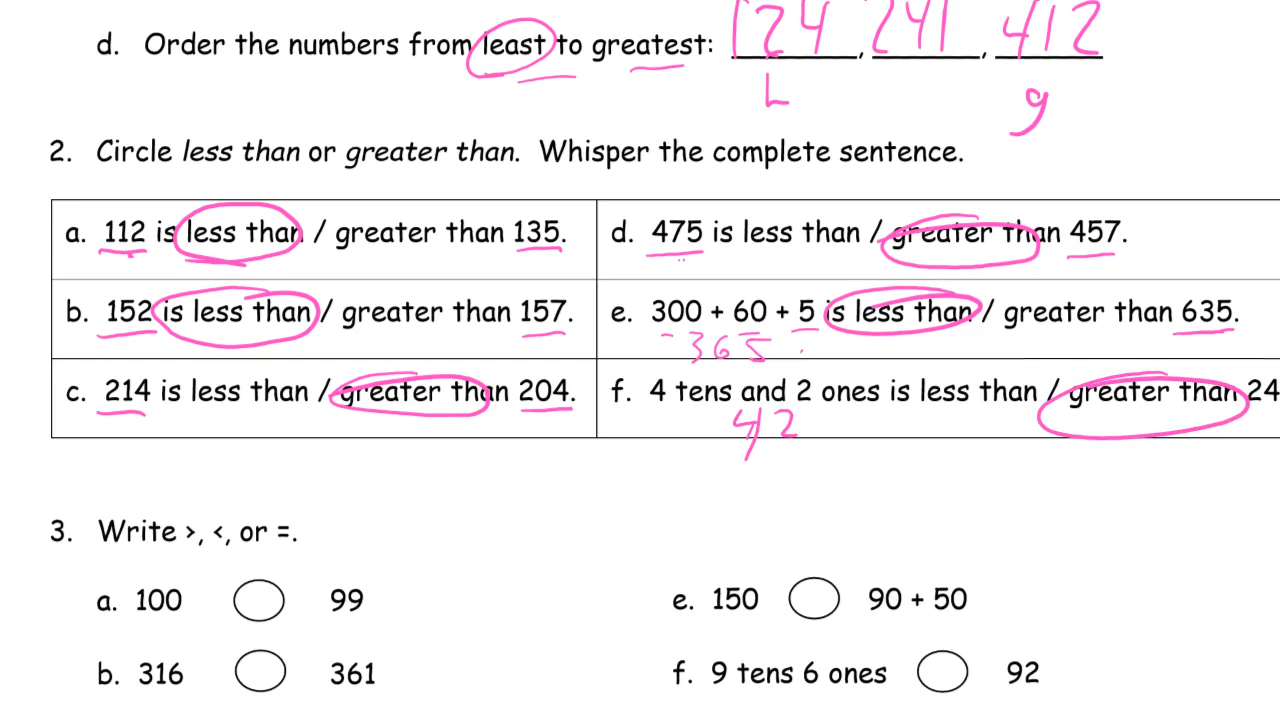 d. Order the numbers from least to greatest: 124, 241, 412
L g
2. Circle less than or greater than. Whisper the complete sentence.
a. 112 is less than / greater than 135.
b. 152 is less than / greater than 157.
c. 214 is less than / greater than 204.
d. 475 is less than / greater than 457.
e. 300 + 60 + 5 is less than / greater than 635.
365
f. 4 tens and 2 ones is less than / greater than 24
42
3. Write >, <, or =.
a. 100 99
b. 316 361
e. 150 90 + 50
f. 9 tens 6 ones 92